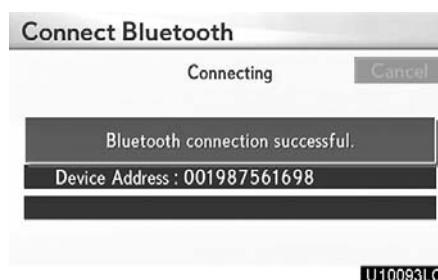 Connect Bluetooth
Connecting Cancel
Bluetooth connection successful.
Device Address : 001987561698
U10093LC